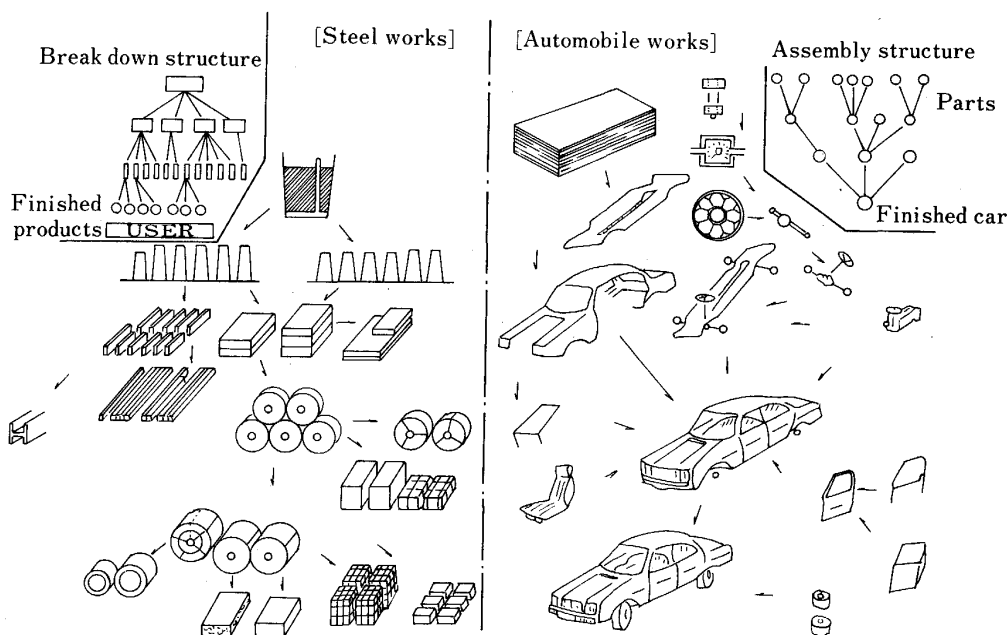 [Steel works]
Break down structure
Finished
products
USER
[Automobile works]
Assembly structure
Parts
Finished car